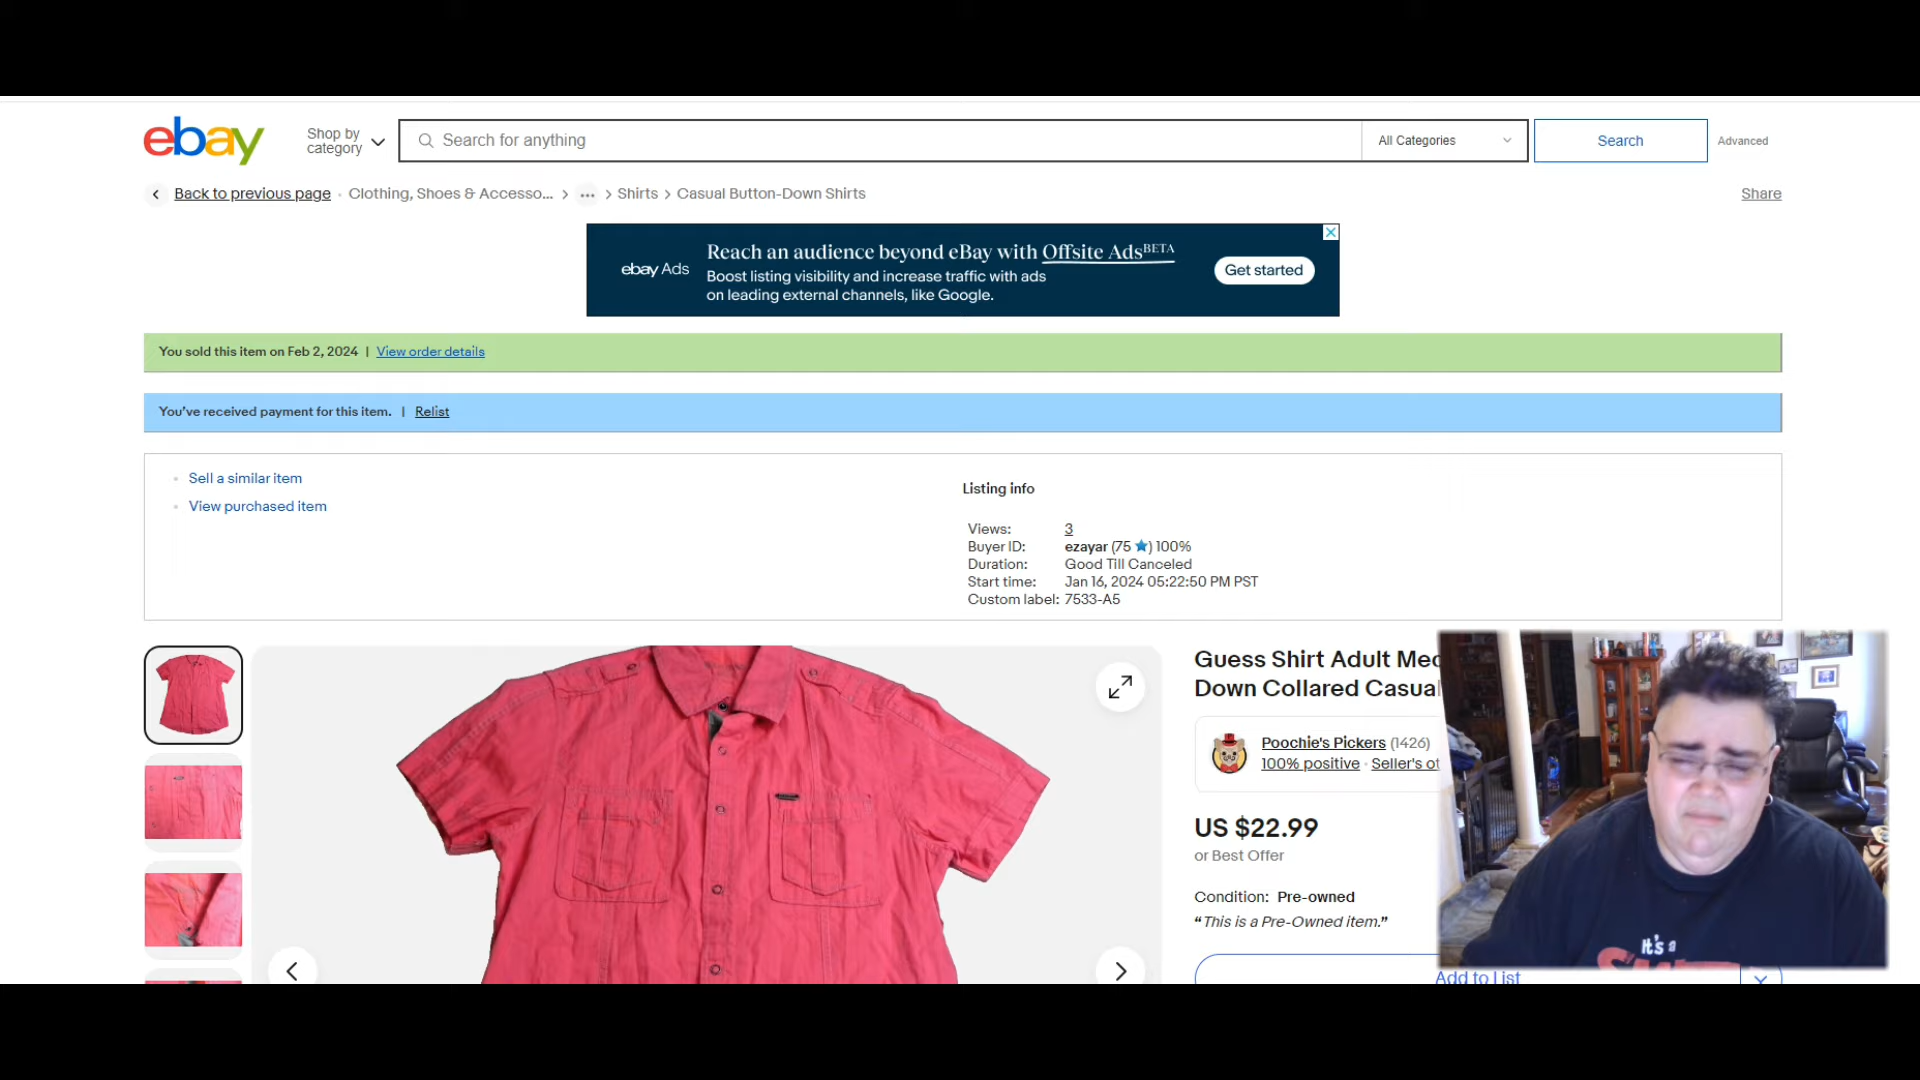 ebay
Shop by
category
Search for anything
All Categories
Search
Advanced
Back to previous page
Clothing, Shoes & Accesso... > ... > Shirts > Casual Button-Down Shirts
Share
ebay Ads
Reach an audience beyond eBay with Offsite Ads BETA
Boost listing visibility and increase traffic with ads
on leading external channels, like Google.
Get started
You sold this item on Feb 2, 2024 | View order details
You've received payment for this item. | Relist
Sell a similar item
View purchased item
Listing info
Views: 3
Buyer ID: ezayar (75 ★) 100%
Duration: Good Till Canceled
Start time: Jan 16, 2024 05:22:50 PM PST
Custom label: 7533-A5
Guess Shirt Adult Med
Down Collared Casual
Poochie's Pickers (1426)
100% positive · Seller's ot
US $22.99
or Best Offer
Condition: Pre-owned
“This is a Pre-Owned item.”
Add to List
It's a